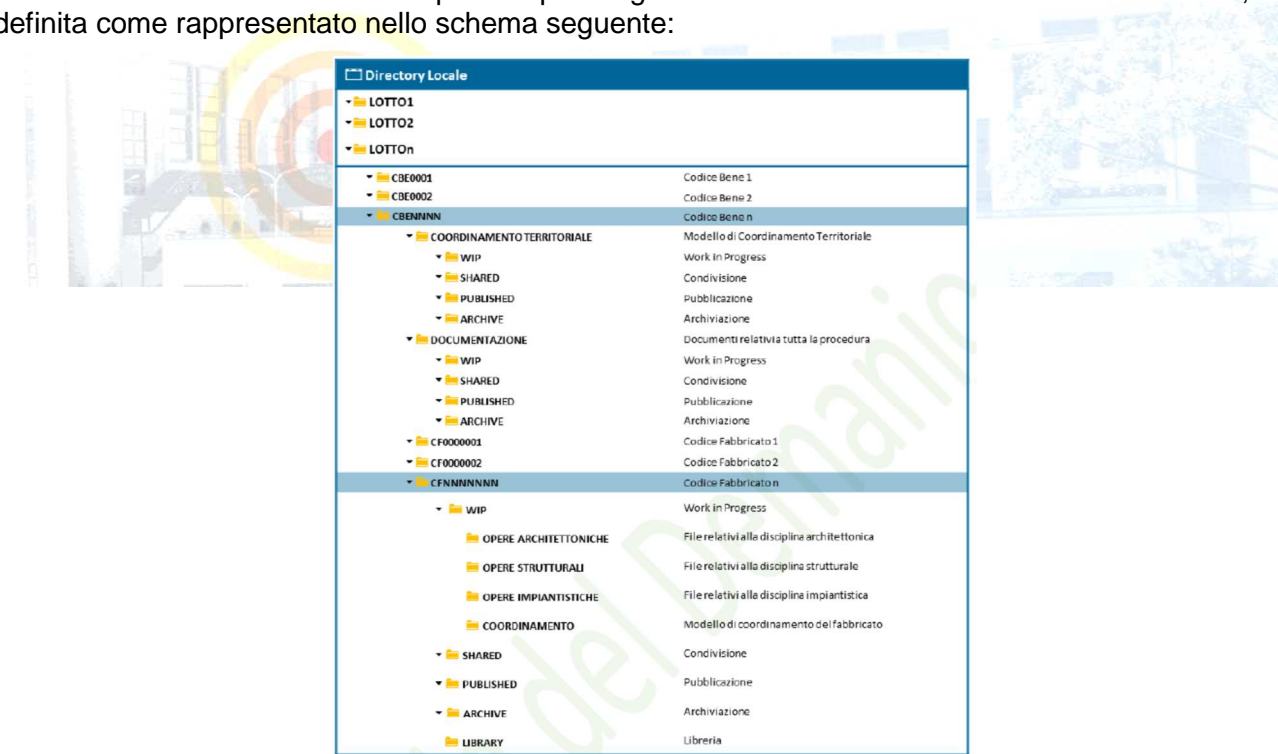 definita come rappresentato nello schema seguente:
Directory Locale
LOTTO1
LOTTO2
LOTTOn
CBE0001 Codice Bene 1
CBE0002 Codice Bene 2
CBENNNN Codice Bene n
COORDINAMENTO TERRITORIALE Modello di Coordinamento Territoriale
WIP Work in Progress
SHARED Condivisione
PUBLISHED Pubblicazione
ARCHIVE Archiviazione
DOCUMENTAZIONE Documenti relativi a tutta la procedura
WIP Work in Progress
SHARED Condivisione
PUBLISHED Pubblicazione
ARCHIVE Archiviazione
CF0000001 Codice Fabbricato 1
CF0000002 Codice Fabbricato 2
CFNNNNNNN Codice Fabbricato n
WIP Work in Progress
OPERE ARCHITETTONICHE File relativi alla disciplina architettonica
OPERE STRUTTURALI File relativi alla disciplina strutturale
OPERE IMPIANTISTICHE File relativi alla disciplina impiantistica
COORDINAMENTO Modello di coordinamento del fabbricato
SHARED Condivisione
PUBLISHED Pubblicazione
ARCHIVE Archiviazione
LIBRARY Libreria
del Demanio